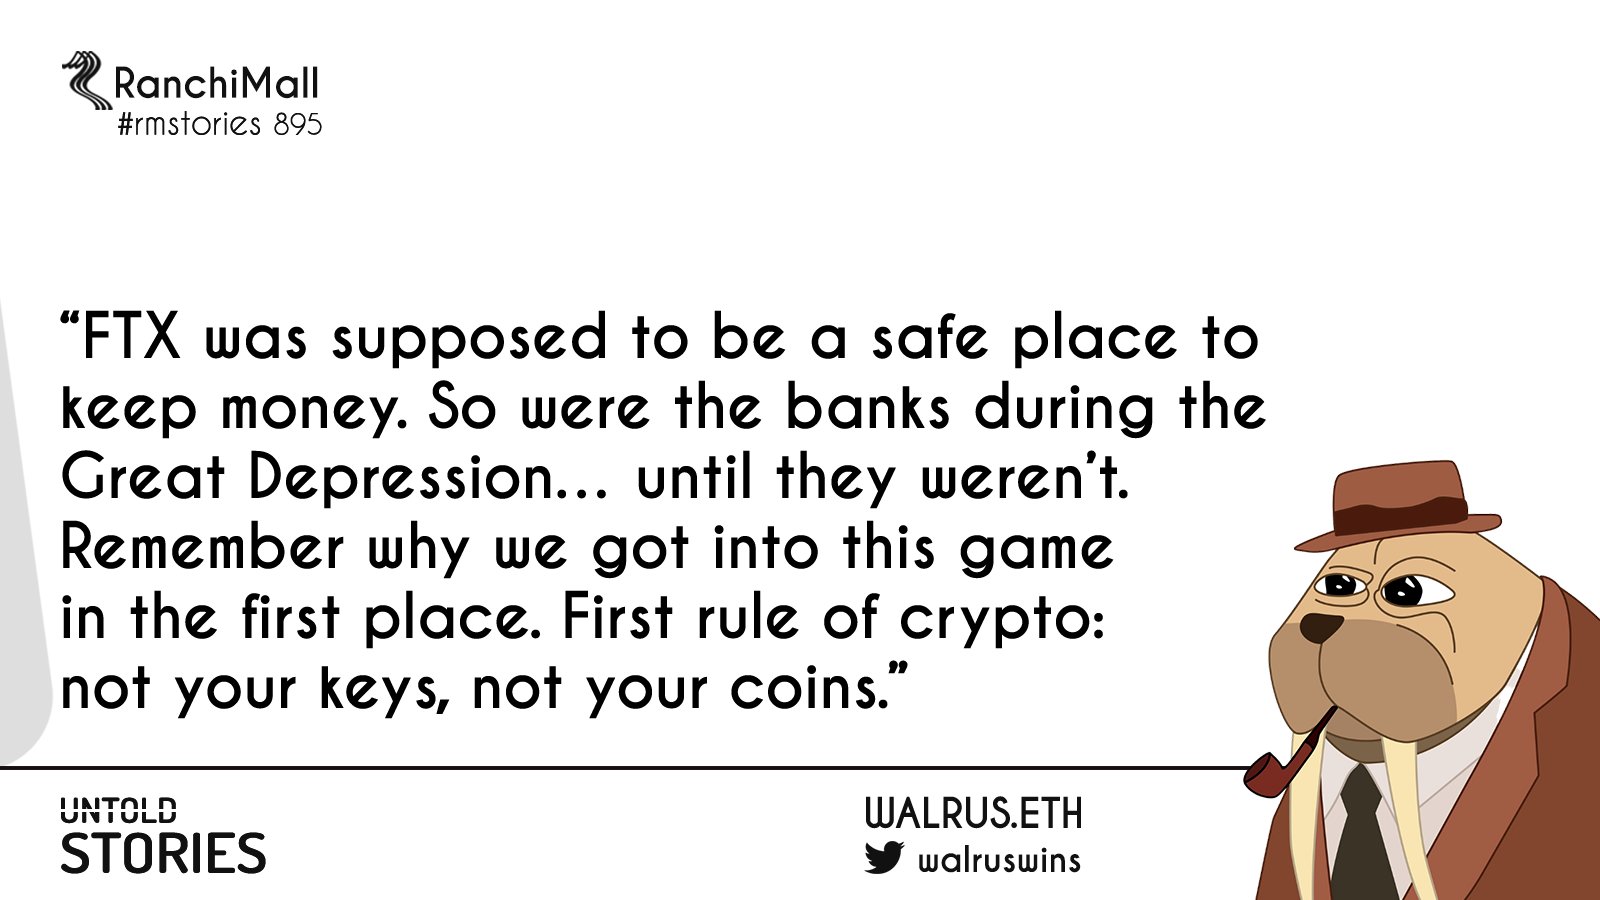 RanchiMall
#rmstories 895
“FTX was supposed to be a safe place to
keep money. So were the banks during the
Great Depression... until they weren’t.
Remember why we got into this game
in the first place. First rule of crypto:
not your keys, not your coins.”
UNTOLD
STORIES
WALRUS.ETH
walruswins